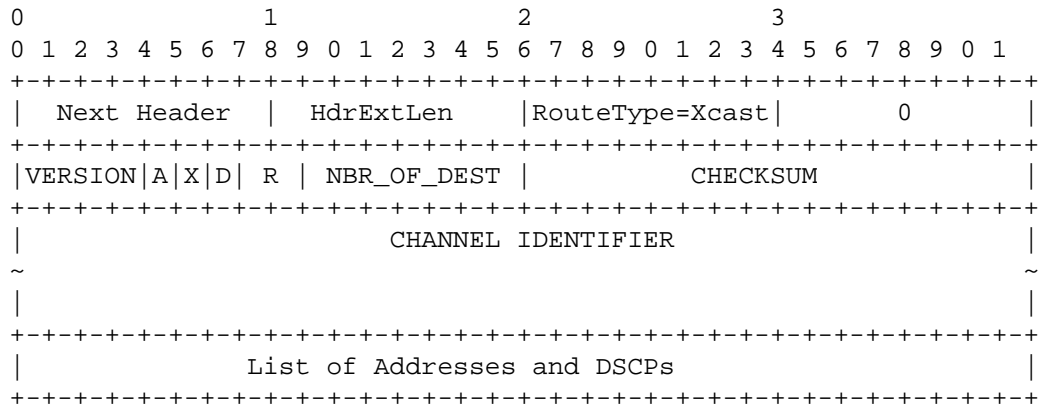 0                   1                   2                   3
0 1 2 3 4 5 6 7 8 9 0 1 2 3 4 5 6 7 8 9 0 1 2 3 4 5 6 7 8 9 0 1
+-+-+-+-+-+-+-+-+-+-+-+-+-+-+-+-+-+-+-+-+-+-+-+-+-+-+-+-+-+-+-+-+
|  Next Header  |  HdrExtLen    |RouteType=Xcast|       0       |
+-+-+-+-+-+-+-+-+-+-+-+-+-+-+-+-+-+-+-+-+-+-+-+-+-+-+-+-+-+-+-+-+
|VERSION|A|X|D| R | NBR_OF_DEST |          CHECKSUM             |
+-+-+-+-+-+-+-+-+-+-+-+-+-+-+-+-+-+-+-+-+-+-+-+-+-+-+-+-+-+-+-+-+
|                       CHANNEL IDENTIFIER                      |
~                                                               ~
|                                                               |
+-+-+-+-+-+-+-+-+-+-+-+-+-+-+-+-+-+-+-+-+-+-+-+-+-+-+-+-+-+-+-+-+
|              List of Addresses and DSCPs                      |
+-+-+-+-+-+-+-+-+-+-+-+-+-+-+-+-+-+-+-+-+-+-+-+-+-+-+-+-+-+-+-+-+